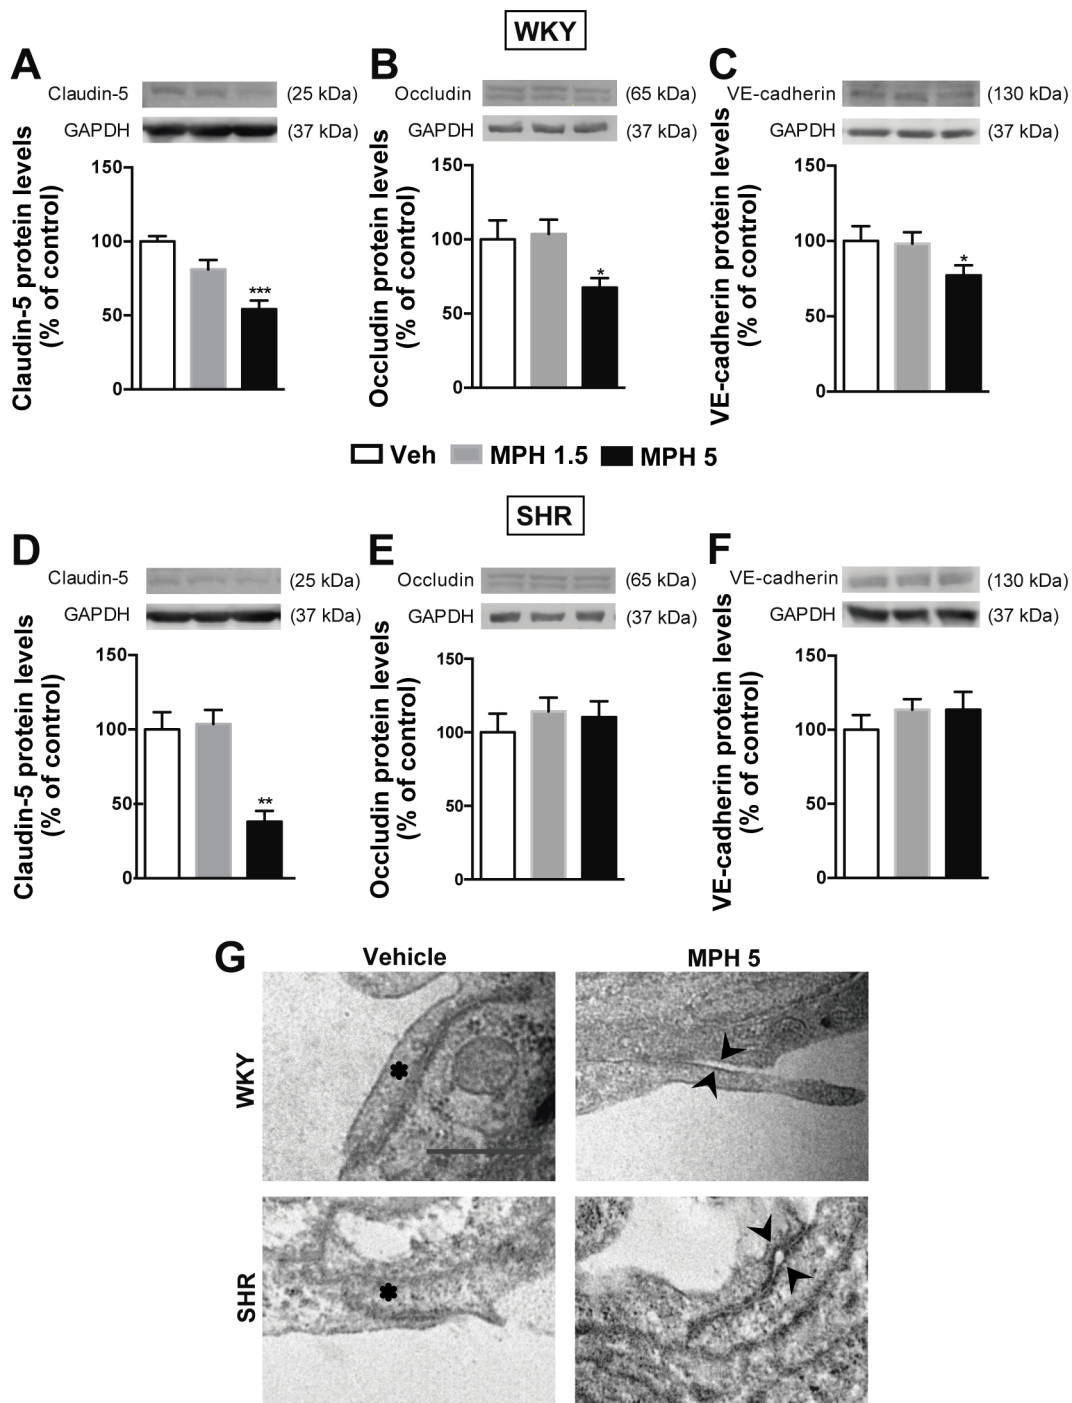 WKY
A B C
Claudin-5 (25 kDa) Occludin (65 kDa) VE-cadherin (130 kDa)
GAPDH (37 kDa) GAPDH (37 kDa) GAPDH (37 kDa)
Claudin-5 protein levels
(% of control)
150
100
50
0
***
Occludin protein levels
(% of control)
150
100
50
0
*
VE-cadherin protein levels
(% of control)
150
100
50
0
*
Veh MPH 1.5 MPH 5
SHR
D E F
Claudin-5 (25 kDa) Occludin (65 kDa) VE-cadherin (130 kDa)
GAPDH (37 kDa) GAPDH (37 kDa) GAPDH (37 kDa)
Claudin-5 protein levels
(% of control)
150
100
50
0
**
Occludin protein levels
(% of control)
150
100
50
0
VE-cadherin protein levels
(% of control)
150
100
50
0
G
Vehicle MPH 5
WKY
*
SHR
*